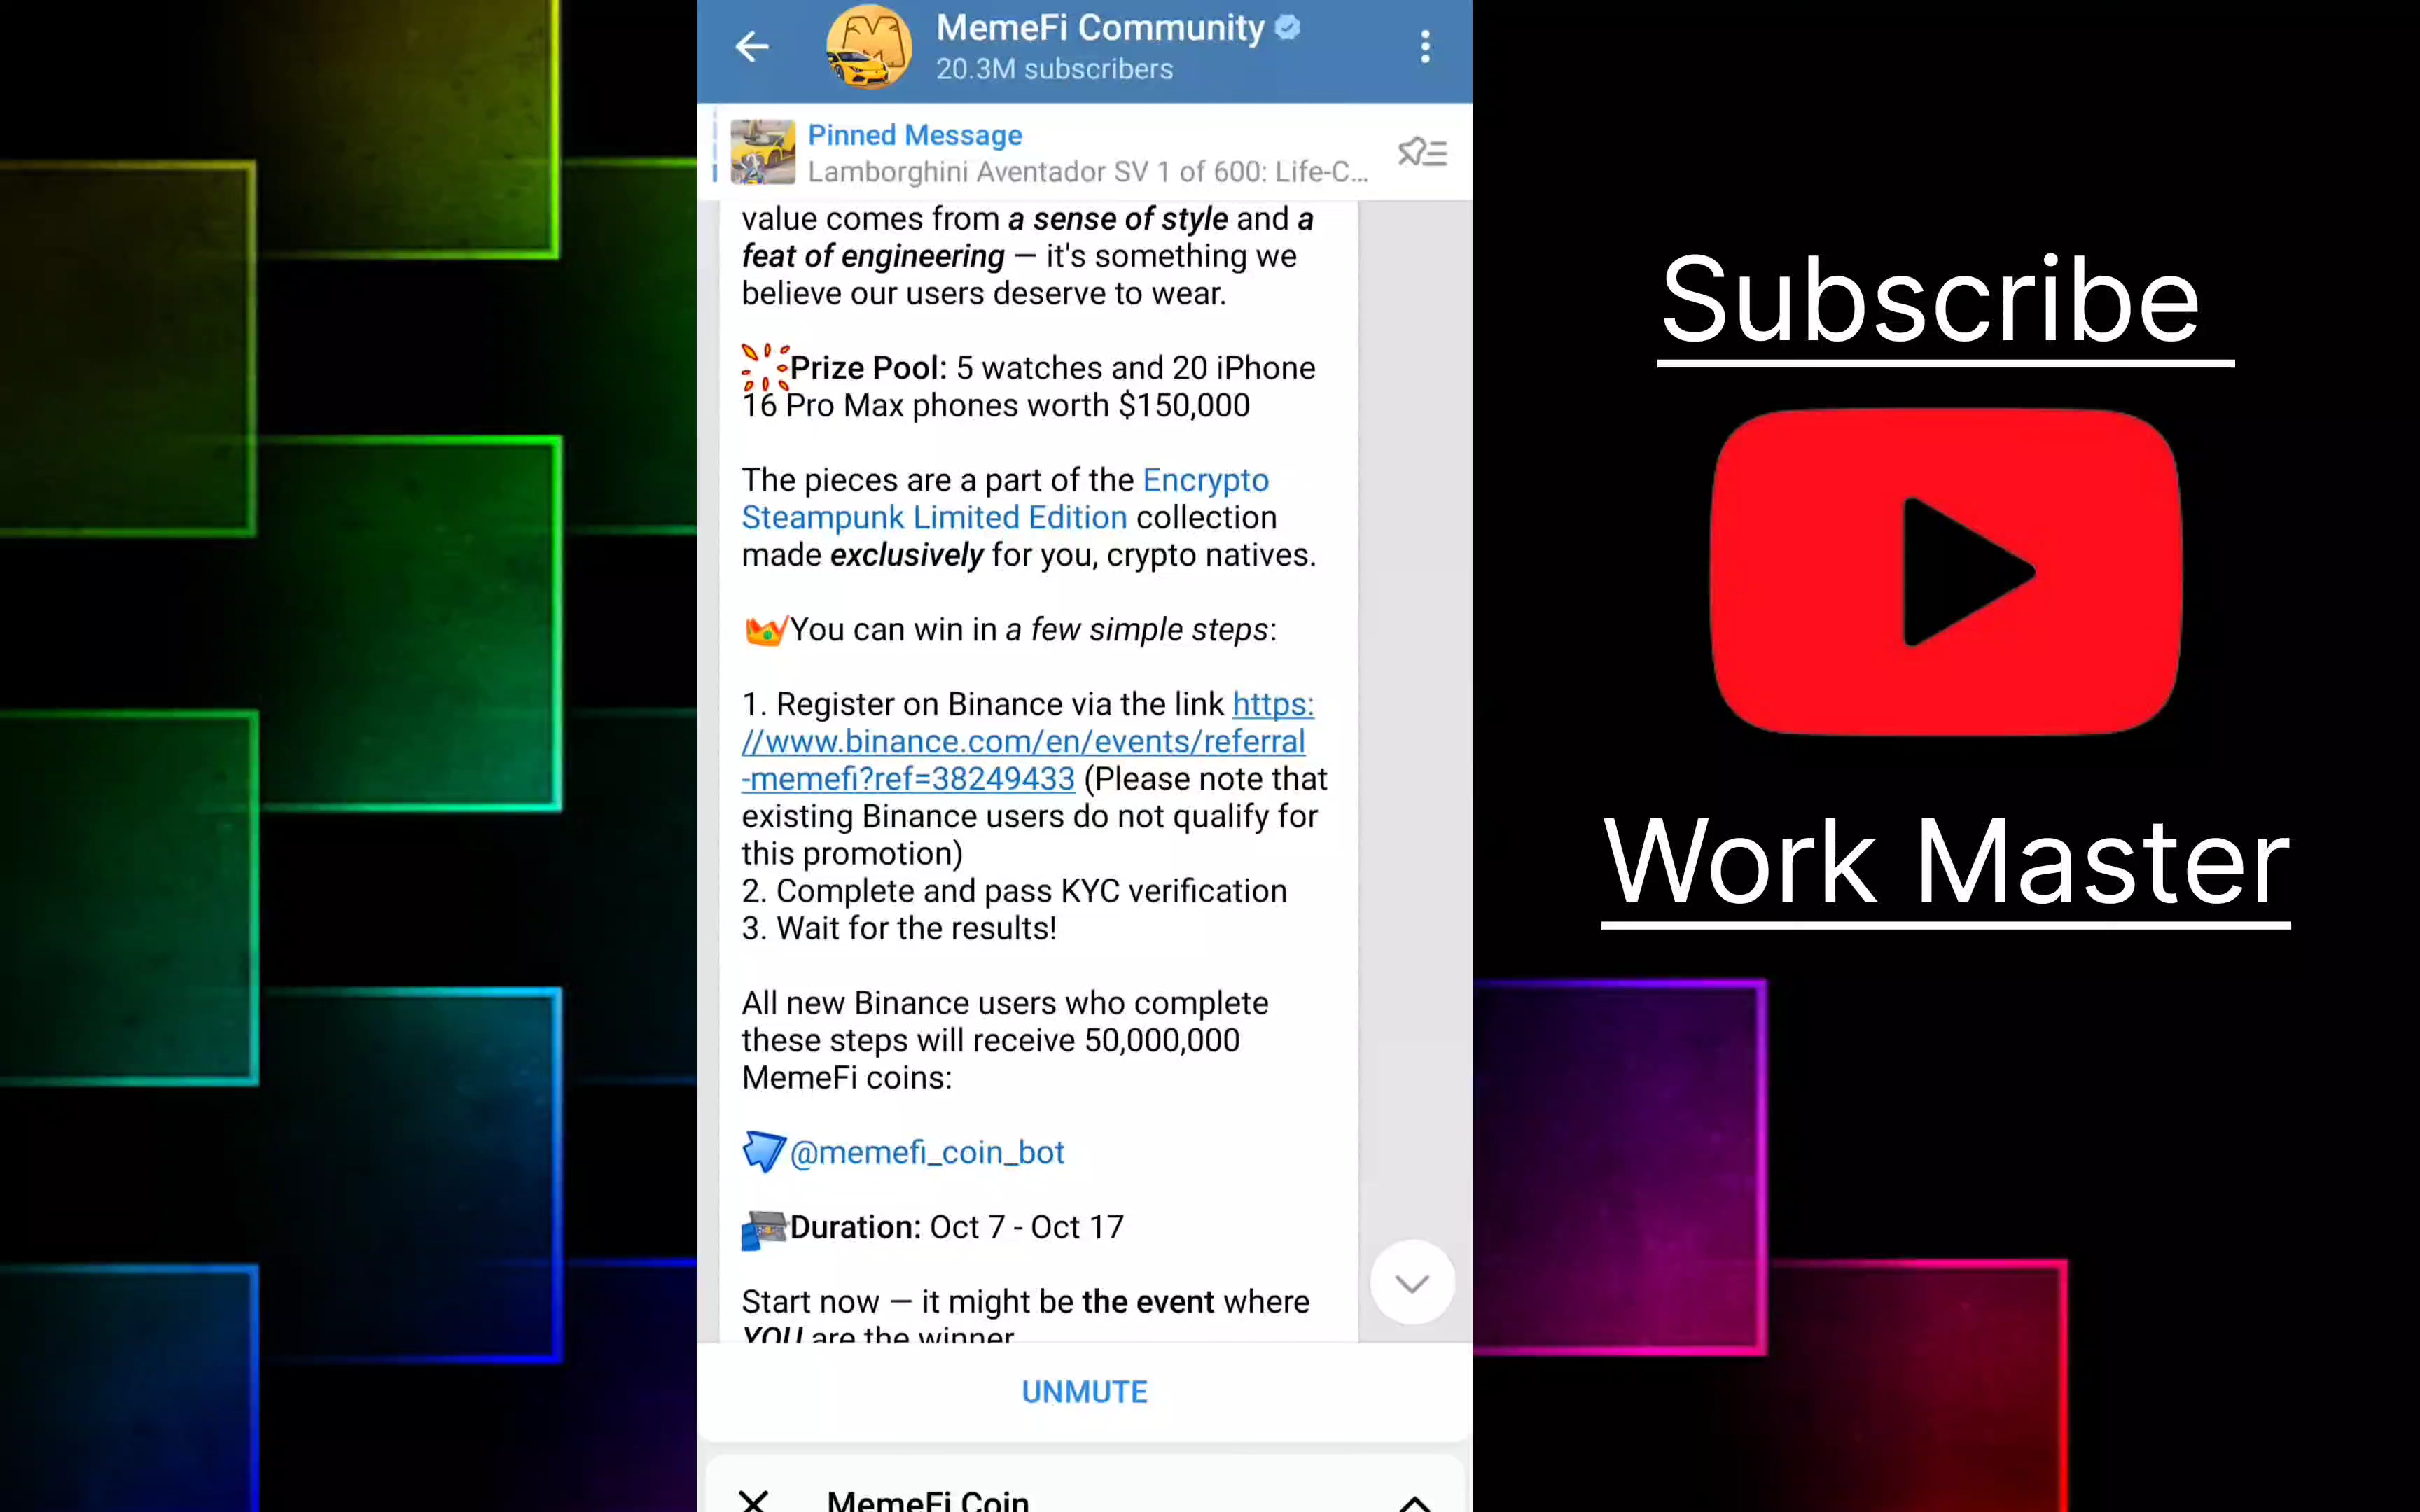 MemeFi Community
20.3M subscribers
Pinned Message
Lamborghini Aventador SV 1 of 600: Life-C...
value comes from a sense of style and a
feat of engineering — it's something we
believe our users deserve to wear.
Prize Pool: 5 watches and 20 iPhone
16 Pro Max phones worth $150,000
The pieces are a part of the Encrypto
Steampunk Limited Edition collection
made exclusively for you, crypto natives.
You can win in a few simple steps:
1. Register on Binance via the link https:
//www.binance.com/en/events/referral
-memefi?ref=38249433 (Please note that
existing Binance users do not qualify for
this promotion)
2. Complete and pass KYC verification
3. Wait for the results!
All new Binance users who complete
these steps will receive 50,000,000
MemeFi coins:
@memefi_coin_bot
Duration: Oct 7 - Oct 17
Start now — it might be the event where
YOU are the winner
UNMUTE
MemeFi Coin
Subscribe
Work Master